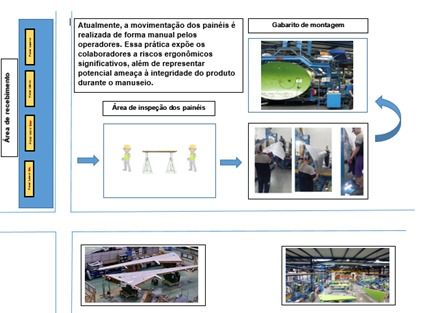 Atualmente, a movimentação dos painéis é
realizada de forma manual pelos
operadores. Essa prática expõe os
colaboradores a riscos ergonômicos
significativos, além de representar
potencial ameaça à integridade do produto
durante o manuseio.
Gabarito de montagem
Área de recebimento
Área de inspeção dos painéis